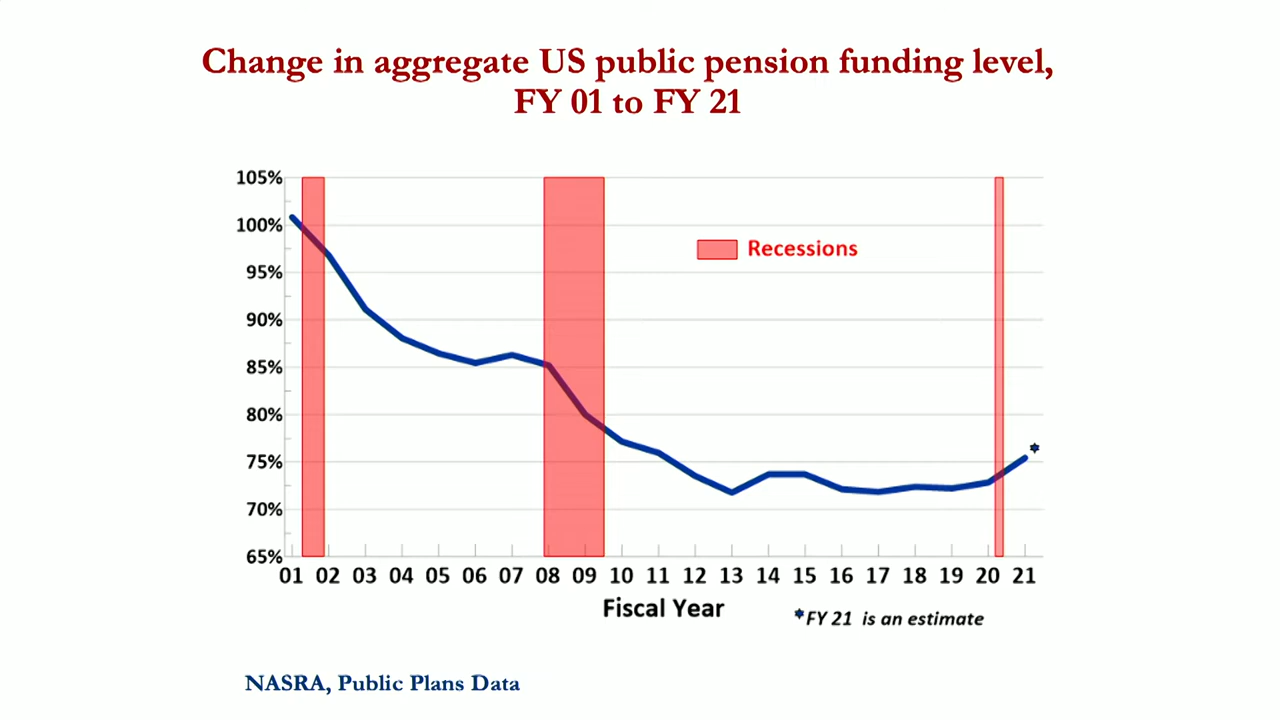 Change in aggregate US public pension funding level,
FY 01 to FY 21
105%
100%
95%
90%
85%
80%
75%
70%
65%
Recessions
*
01 02 03 04 05 06 07 08 09 10 11 12 13 14 15 16 17 18 19 20 21
Fiscal Year
*FY 21 is an estimate
NASRA, Public Plans Data